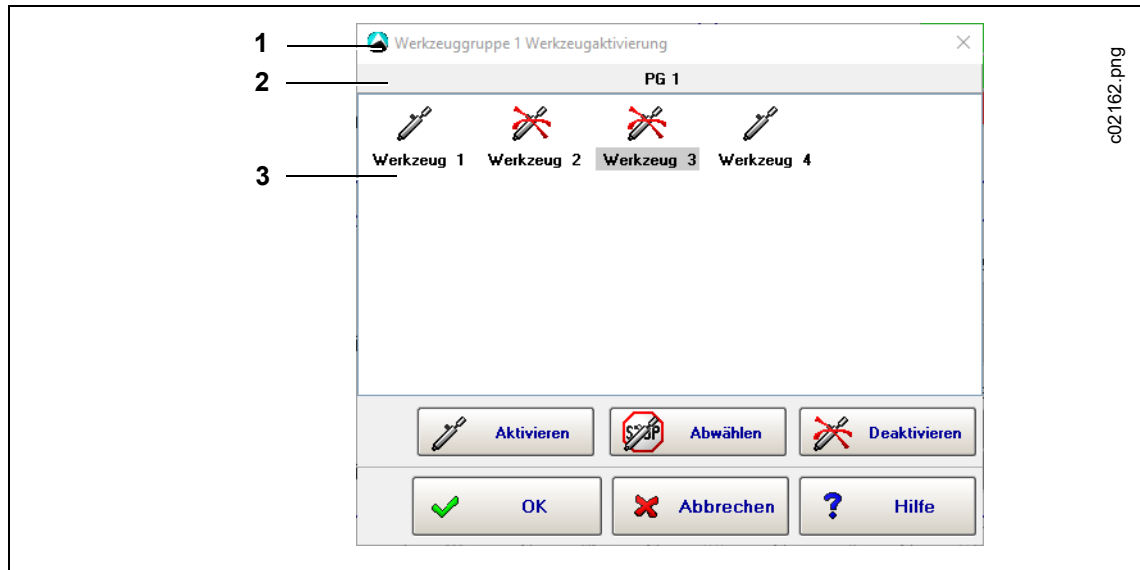 1
Werkzeuggruppe 1 Werkzeugaktivierung
2
PG 1
Werkzeug 1 Werkzeug 2 Werkzeug 3 Werkzeug 4
3
Aktivieren
STOP
Abwählen
Deaktivieren
OK
Abbrechen
? Hilfe
c02162.png